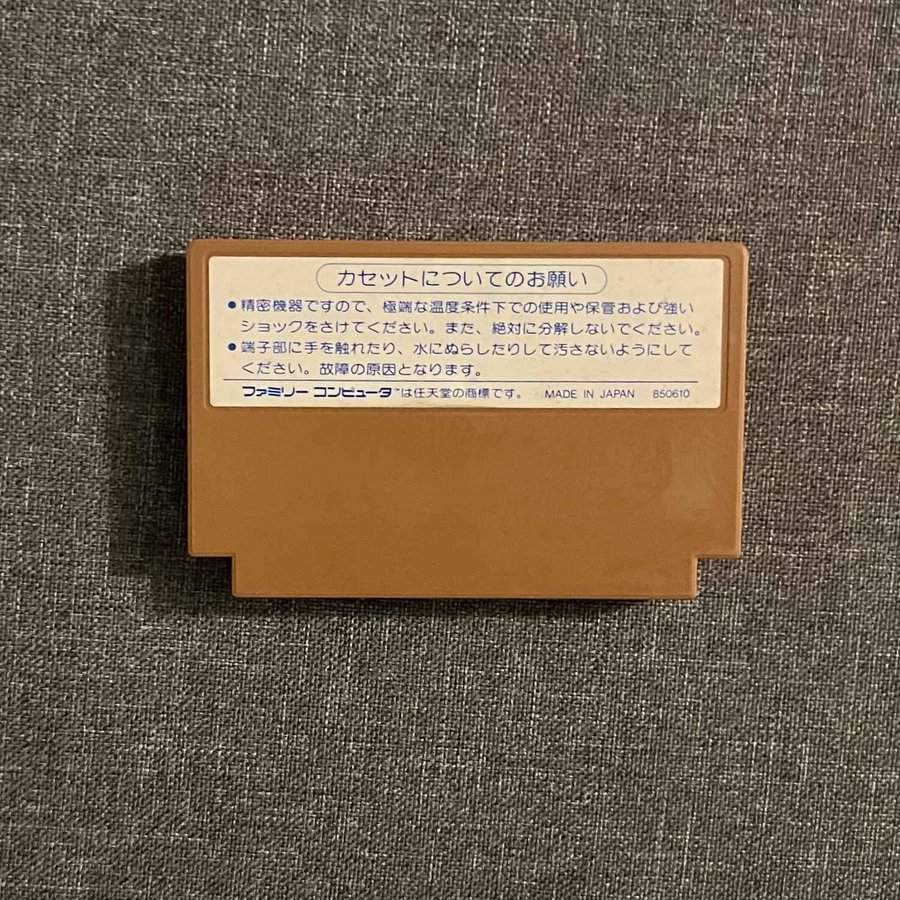 カセットについてのお願い
●精密機器ですので、極端な温度条件下での使用や保管および強い
ショックをさけてください。また、絶対に分解しないでください。
●端子部に手を触れたり、水にぬらしたりして汚さないようにして
ください。故障の原因となります。
ファミリー コンピュータ™は任天堂の商標です。 MADE IN JAPAN 850610